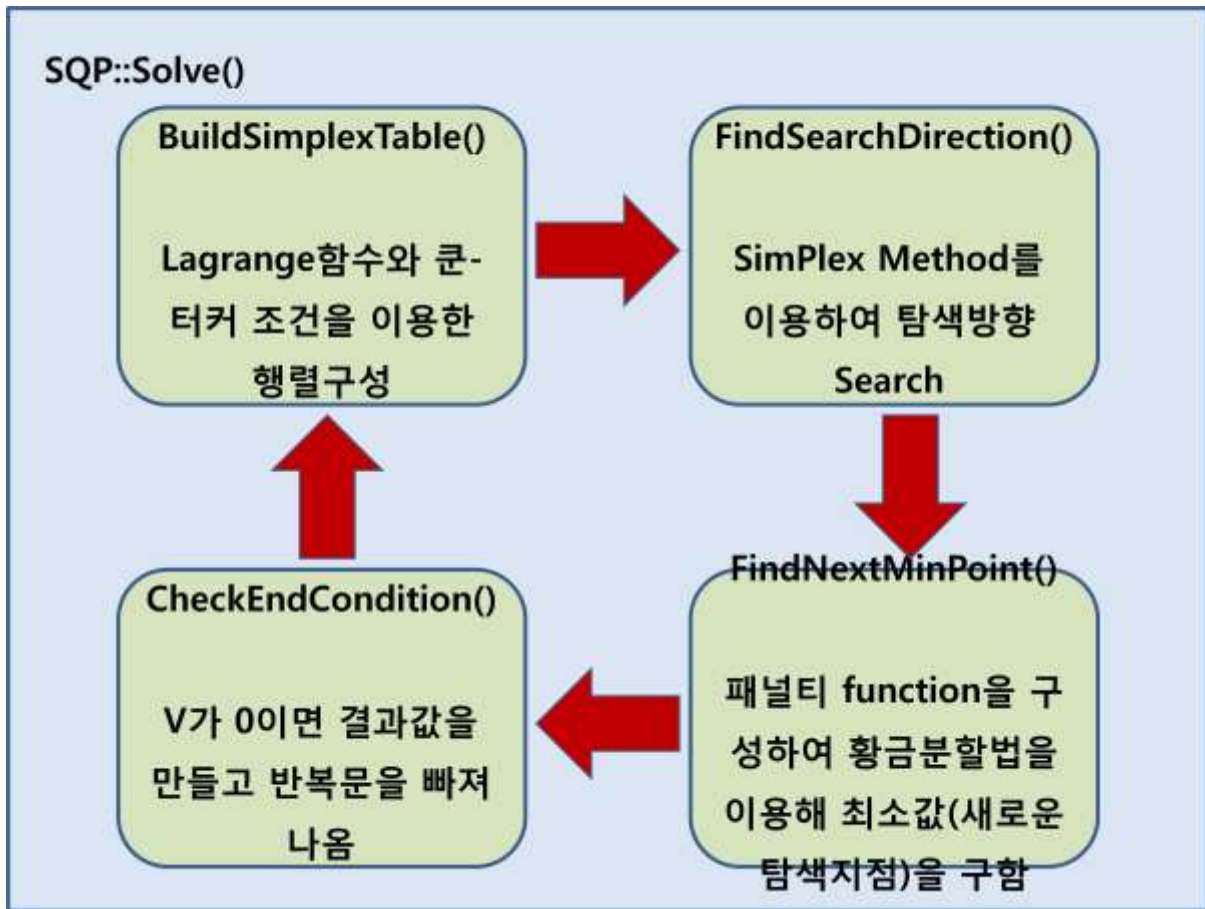 SQP::Solve()
BuildSimplexTable()
Lagrange함수와 쿤-
터커 조건을 이용한
행렬구성
FindSearchDirection()
SimPlex Method를
이용하여 탐색방향
Search
FindNextMinPoint()
패널티 function을 구
성하여 황금분할법을
이용해 최소값(새로운
탐색지점)을 구함
CheckEndCondition()
V가 0이면 결과값을
만들고 반복문을 빠져
나옴